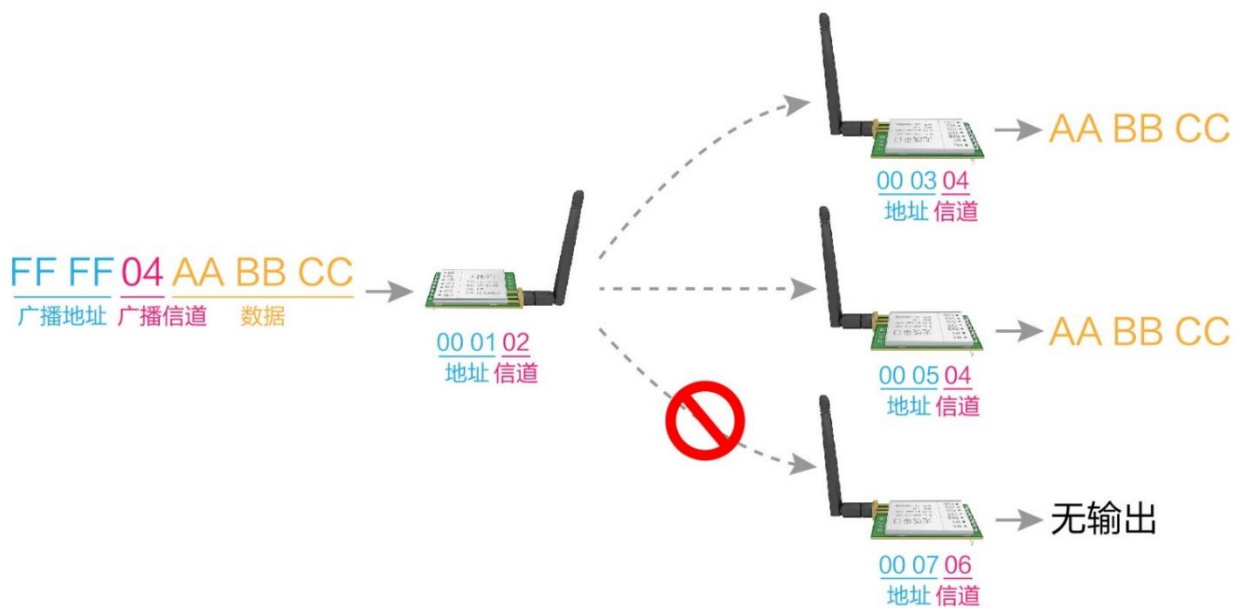 FF FF 04 AA BB CC
广播地址 广播信道 数据
00 01 02
地址 信道
AA BB CC
00 03 04
地址 信道
AA BB CC
00 05 04
地址 信道
无输出
00 07 06
地址 信道